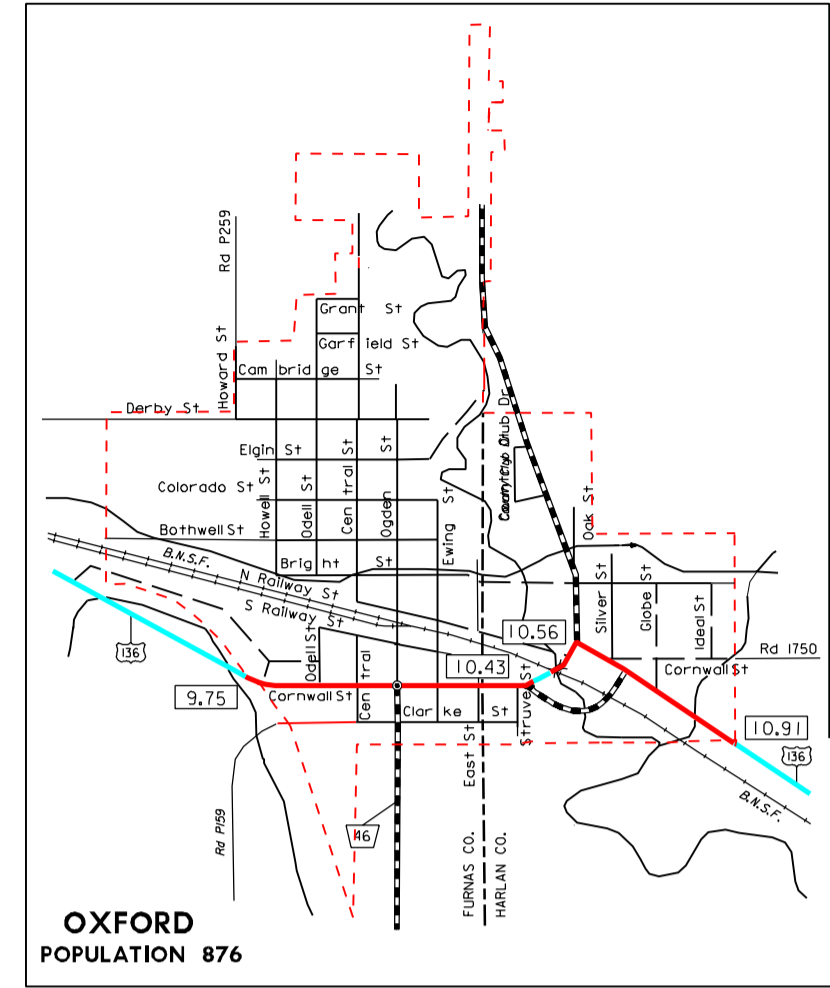 Rd P259
Howard St
Grant St
Garfield St
Cambridge St
Derby St
Elgin St
Colorado St
Howell St
Odell St
Central St
Ogden St
Ewing St
Country Club Dr
Oak St
Bothwell St
B.N.S.F.
Bright St
N Railway St
S Railway St
136
Odell St
Central
10.56
Silver St
Globe St
Ideal St
Rd 1750
Cornwall St
10.43
9.75
Cornwall St
Clarke St
Struve St
East St
10.91
136
B.N.S.F.
Rd P159
46
FURNAS CO.
HARLAN CO.
OXFORD
POPULATION 876